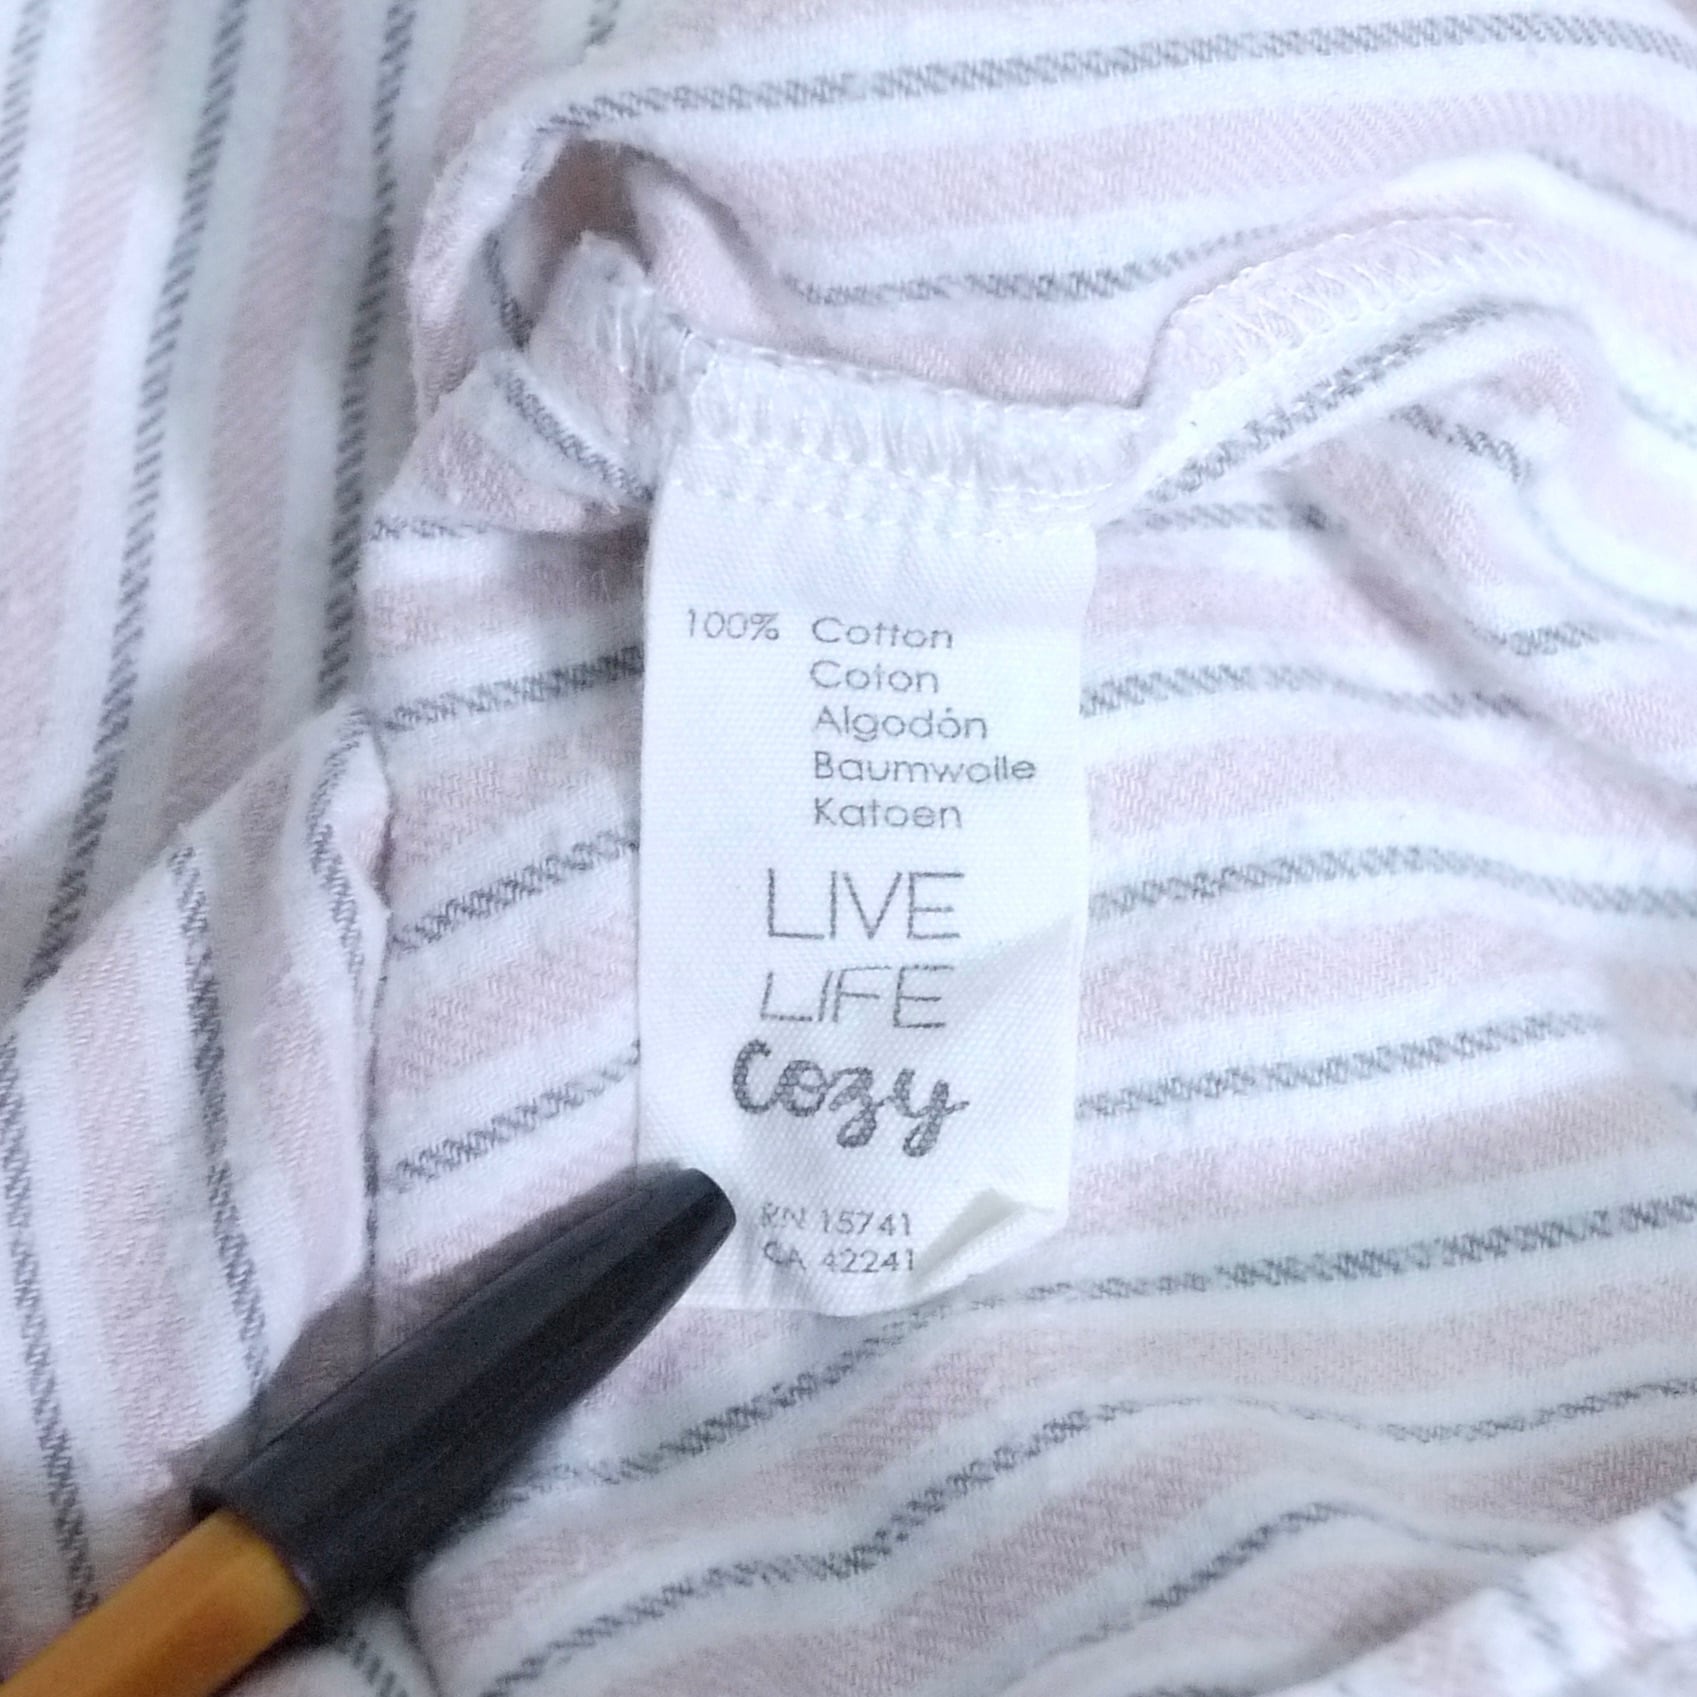 100% Cotton
Coton
Algodón
Baumwolle
Katoen
LIVE
LIFE
cozy
RN 15741
CA 42241